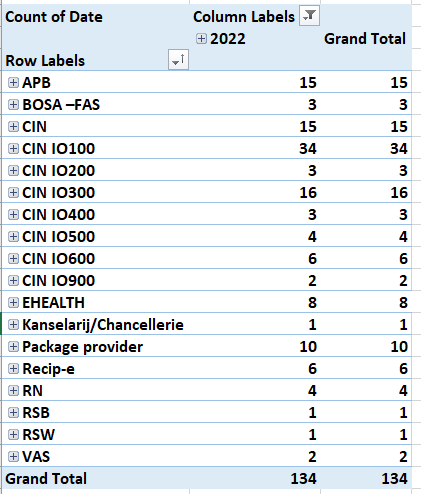 Count of Date Column Labels
2022 Grand Total
Row Labels
APB 15 15
BOSA –FAS 3 3
CIN 15 15
CIN IO100 34 34
CIN IO200 3 3
CIN IO300 16 16
CIN IO400 3 3
CIN IO500 4 4
CIN IO600 6 6
CIN IO900 2 2
EHEALTH 8 8
Kanselarij/Chancellerie 1 1
Package provider 10 10
Recip-e 6 6
RN 4 4
RSB 1 1
RSW 1 1
VAS 2 2
Grand Total 134 134